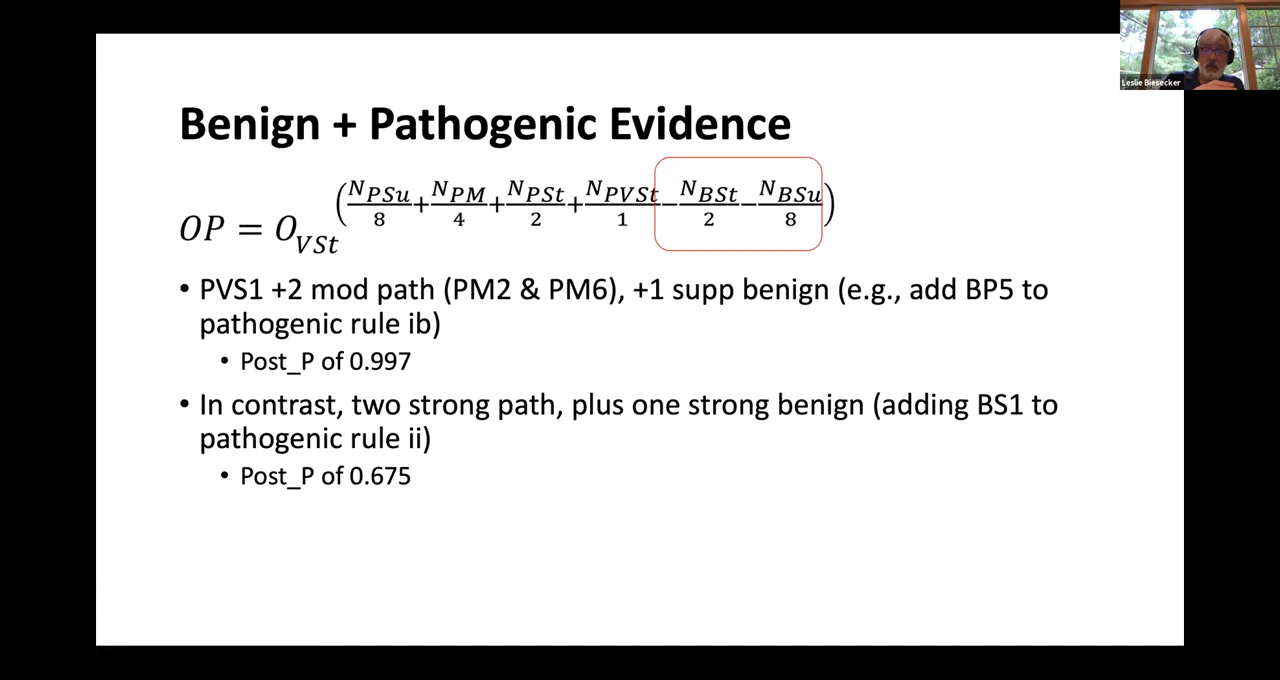 Leslie Biesecker
Benign + Pathogenic Evidence
OP = O_VSt^(N_PSu/8 + N_PM/4 + N_PSt/2 + N_PVSt/1 − N_BSt/2 − N_BSu/8)
• PVS1 +2 mod path (PM2 & PM6), +1 supp benign (e.g., add BP5 to
pathogenic rule ib)
• Post_P of 0.997
• In contrast, two strong path, plus one strong benign (adding BS1 to
pathogenic rule ii)
• Post_P of 0.675